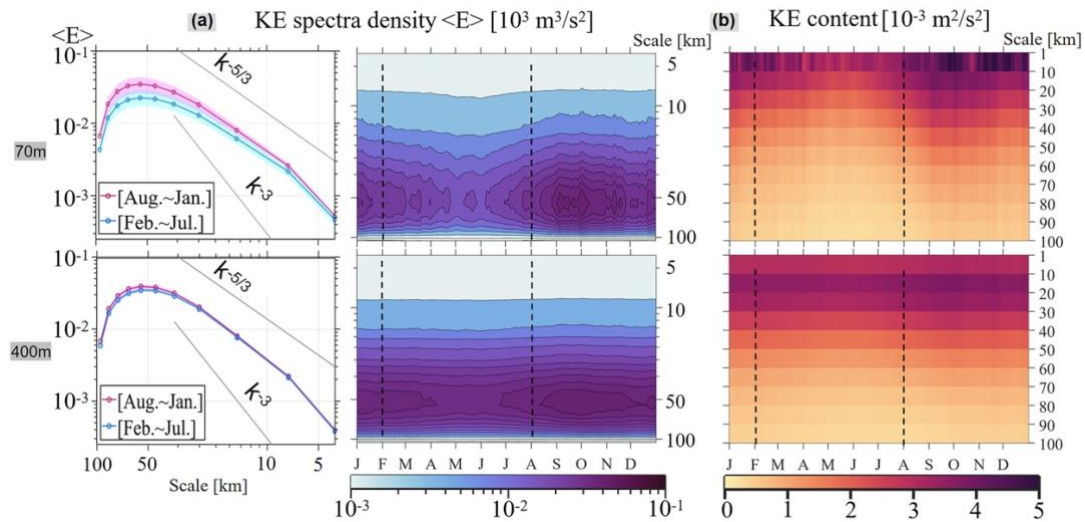 (a) KE spectra density <E> [10³ m³/s²]
(b) KE content [10⁻³ m²/s²]
<E>
Scale [km]
Scale [km]
70m
10⁻¹
10⁻²
10⁻³
k-5/3
k-3
[Aug.~Jan.]
[Feb.~Jul.]
5
10
50
100
1
10
20
30
40
50
60
70
80
90
100
400m
10⁻¹
10⁻²
10⁻³
k-5/3
k-3
[Aug.~Jan.]
[Feb.~Jul.]
100 50 10 5
Scale [km]
5
10
50
100
J F M A M J J A S O N D
10⁻³ 10⁻² 10⁻¹
1
10
20
30
40
50
60
70
80
90
100
J F M A M J J A S O N D
0 1 2 3 4 5